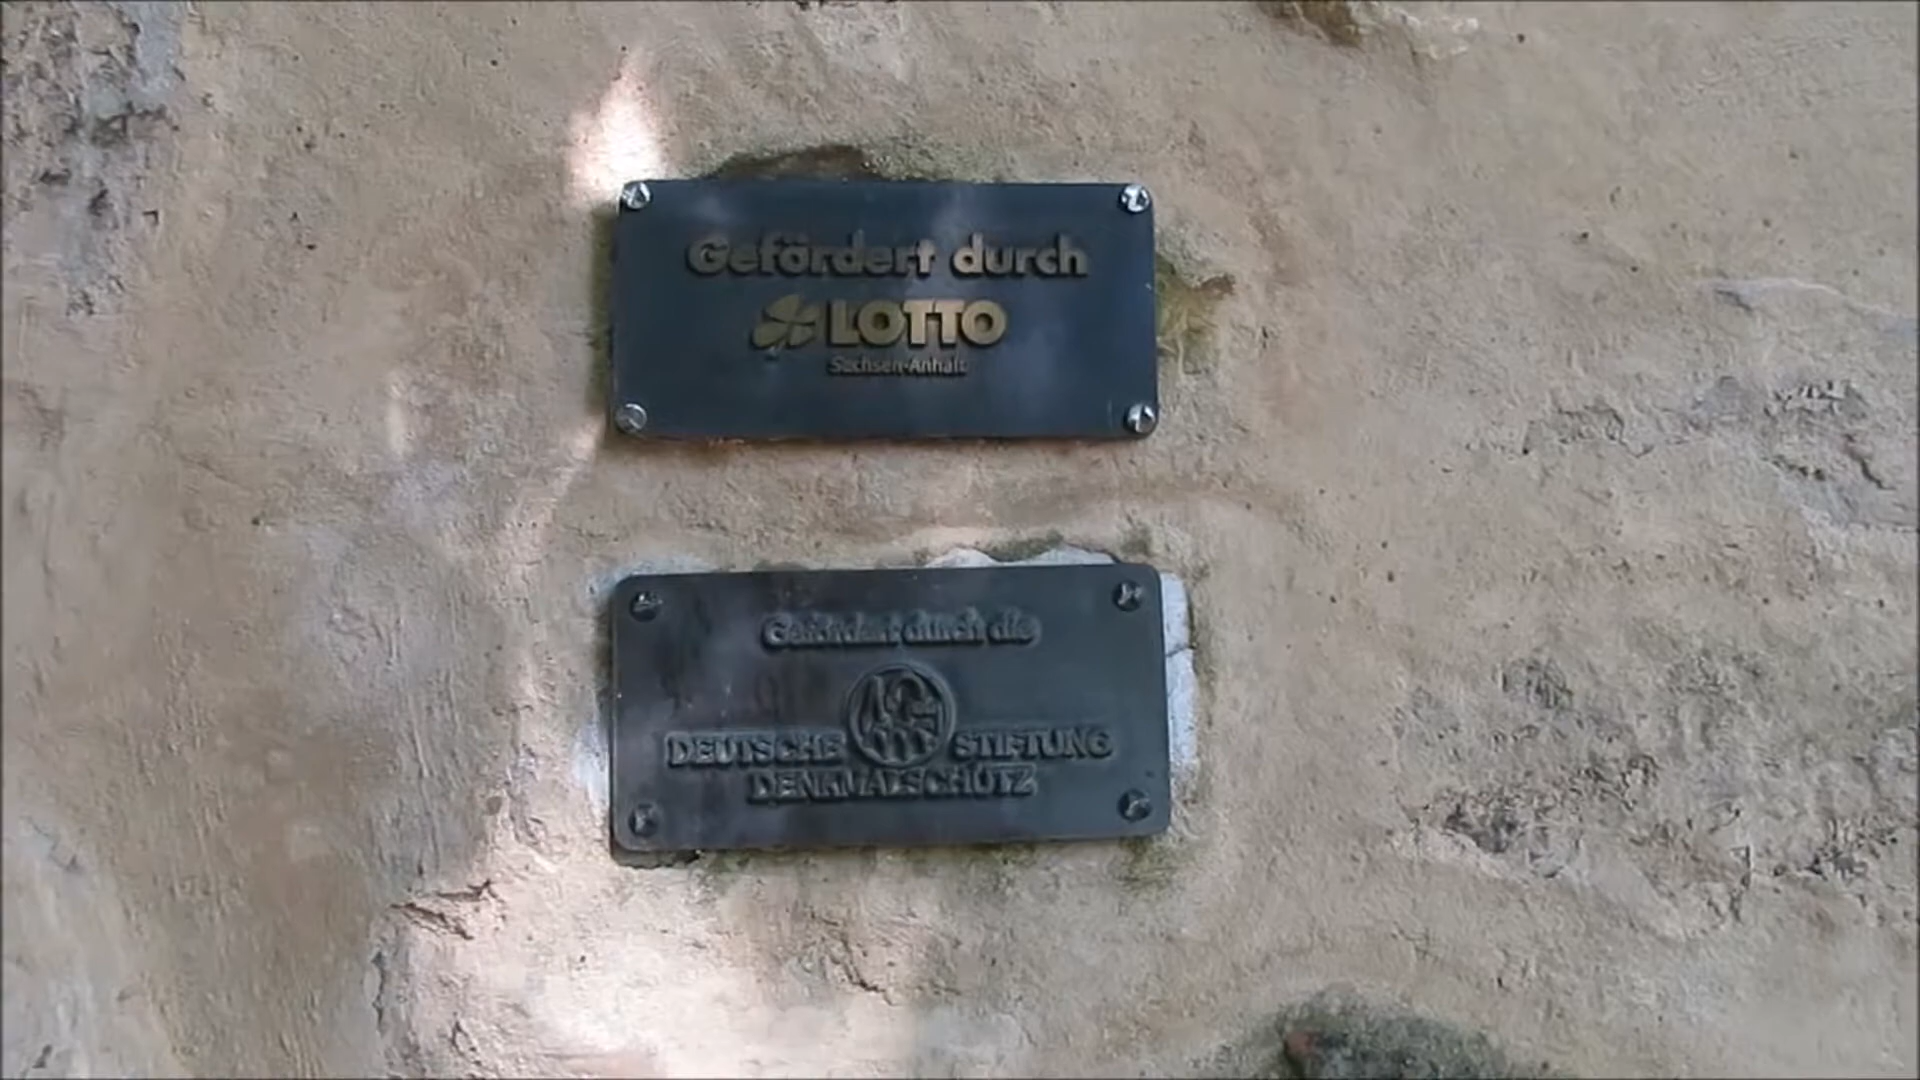 Gefördert durch
LOTTO
Sachsen-Anhalt
Gefördert durch die
DEUTSCHE STIFTUNG
DENKMALSCHUTZ